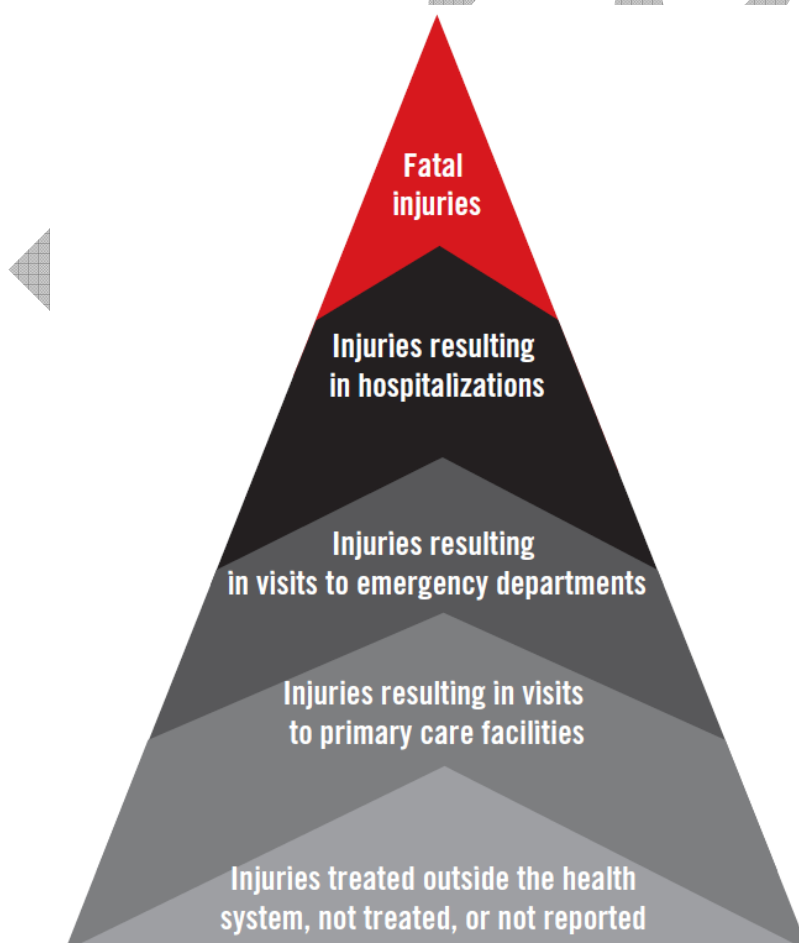 Fatal
injuries
Injuries resulting
in hospitalizations
Injuries resulting
in visits to emergency departments
Injuries resulting in visits
to primary care facilities
Injuries treated outside the health
system, not treated, or not reported